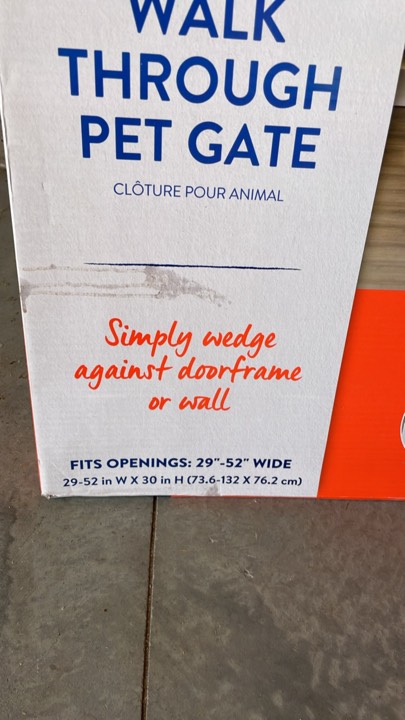 WALK
THROUGH
PET GATE
CLÔTURE POUR ANIMAL
Simply wedge
against doorframe
or wall
FITS OPENINGS: 29"-52" WIDE
29-52 in W X 30 in H (73.6-132 X 76.2 cm)